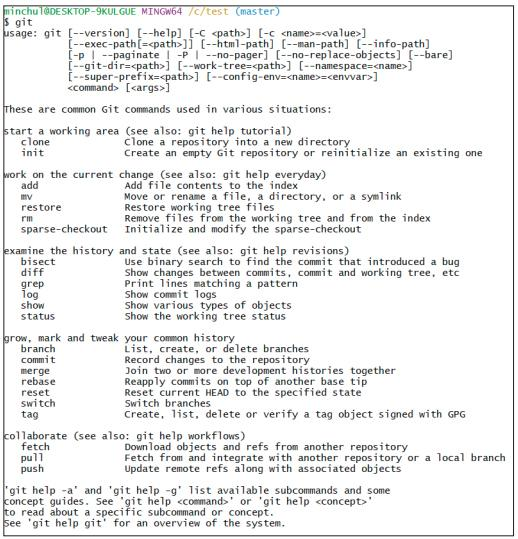 minchul@DESKTOP-9KULGUE MINGW64 /c/test (master)
$ git
usage: git [--version] [--help] [-C <path>] [-c <name>=<value>]
           [--exec-path[=<path>]] [--html-path] [--man-path] [--info-path]
           [-p | --paginate | -P | --no-pager] [--no-replace-objects] [--bare]
           [--git-dir=<path>] [--work-tree=<path>] [--namespace=<name>]
           [--super-prefix=<path>] [--config-env=<name>=<envvar>]
           <command> [<args>]

These are common Git commands used in various situations:

start a working area (see also: git help tutorial)
   clone             Clone a repository into a new directory
   init              Create an empty Git repository or reinitialize an existing one

work on the current change (see also: git help everyday)
   add               Add file contents to the index
   mv                Move or rename a file, a directory, or a symlink
   restore           Restore working tree files
   rm                Remove files from the working tree and from the index
   sparse-checkout   Initialize and modify the sparse-checkout

examine the history and state (see also: git help revisions)
   bisect            Use binary search to find the commit that introduced a bug
   diff              Show changes between commits, commit and working tree, etc
   grep              Print lines matching a pattern
   log               Show commit logs
   show              Show various types of objects
   status            Show the working tree status

grow, mark and tweak your common history
   branch            List, create, or delete branches
   commit            Record changes to the repository
   merge             Join two or more development histories together
   rebase            Reapply commits on top of another base tip
   reset             Reset current HEAD to the specified state
   switch            Switch branches
   tag               Create, list, delete or verify a tag object signed with GPG

collaborate (see also: git help workflows)
   fetch             Download objects and refs from another repository
   pull              Fetch from and integrate with another repository or a local branch
   push              Update remote refs along with associated objects

'git help -a' and 'git help -g' list available subcommands and some
concept guides. See 'git help <command>' or 'git help <concept>'
to read about a specific subcommand or concept.
See 'git help git' for an overview of the system.